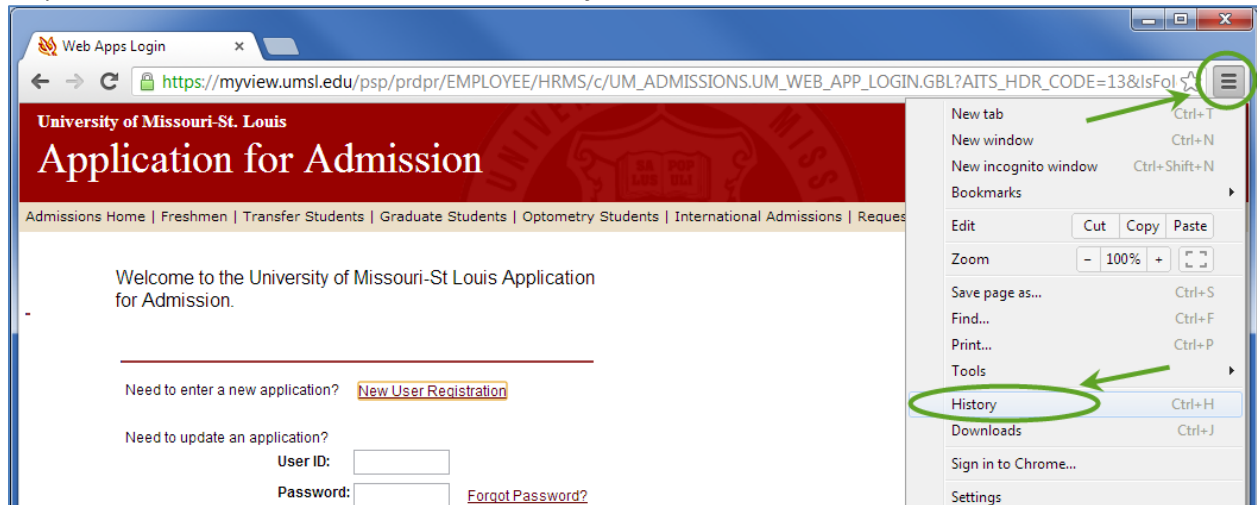 Web Apps Login
https://myview.umsl.edu/psp/prdpr/EMPLOYEE/HRMS/c/UM_ADMISSIONS.UM_WEB_APP_LOGIN.GBL?AITS_HDR_CODE=13&IsFol
University of Missouri-St. Louis
Application for Admission
SA POP
LUS ULI
Admissions Home | Freshmen | Transfer Students | Graduate Students | Optometry Students | International Admissions | Reques
Welcome to the University of Missouri-St Louis Application
for Admission.
Need to enter a new application? New User Registration
Need to update an application?
User ID:
Password: Forgot Password?
New tab Ctrl+T
New window Ctrl+N
New incognito window Ctrl+Shift+N
Bookmarks
Edit Cut Copy Paste
Zoom - 100% +
Save page as... Ctrl+S
Find... Ctrl+F
Print... Ctrl+P
Tools
History Ctrl+H
Downloads Ctrl+J
Sign in to Chrome...
Settings